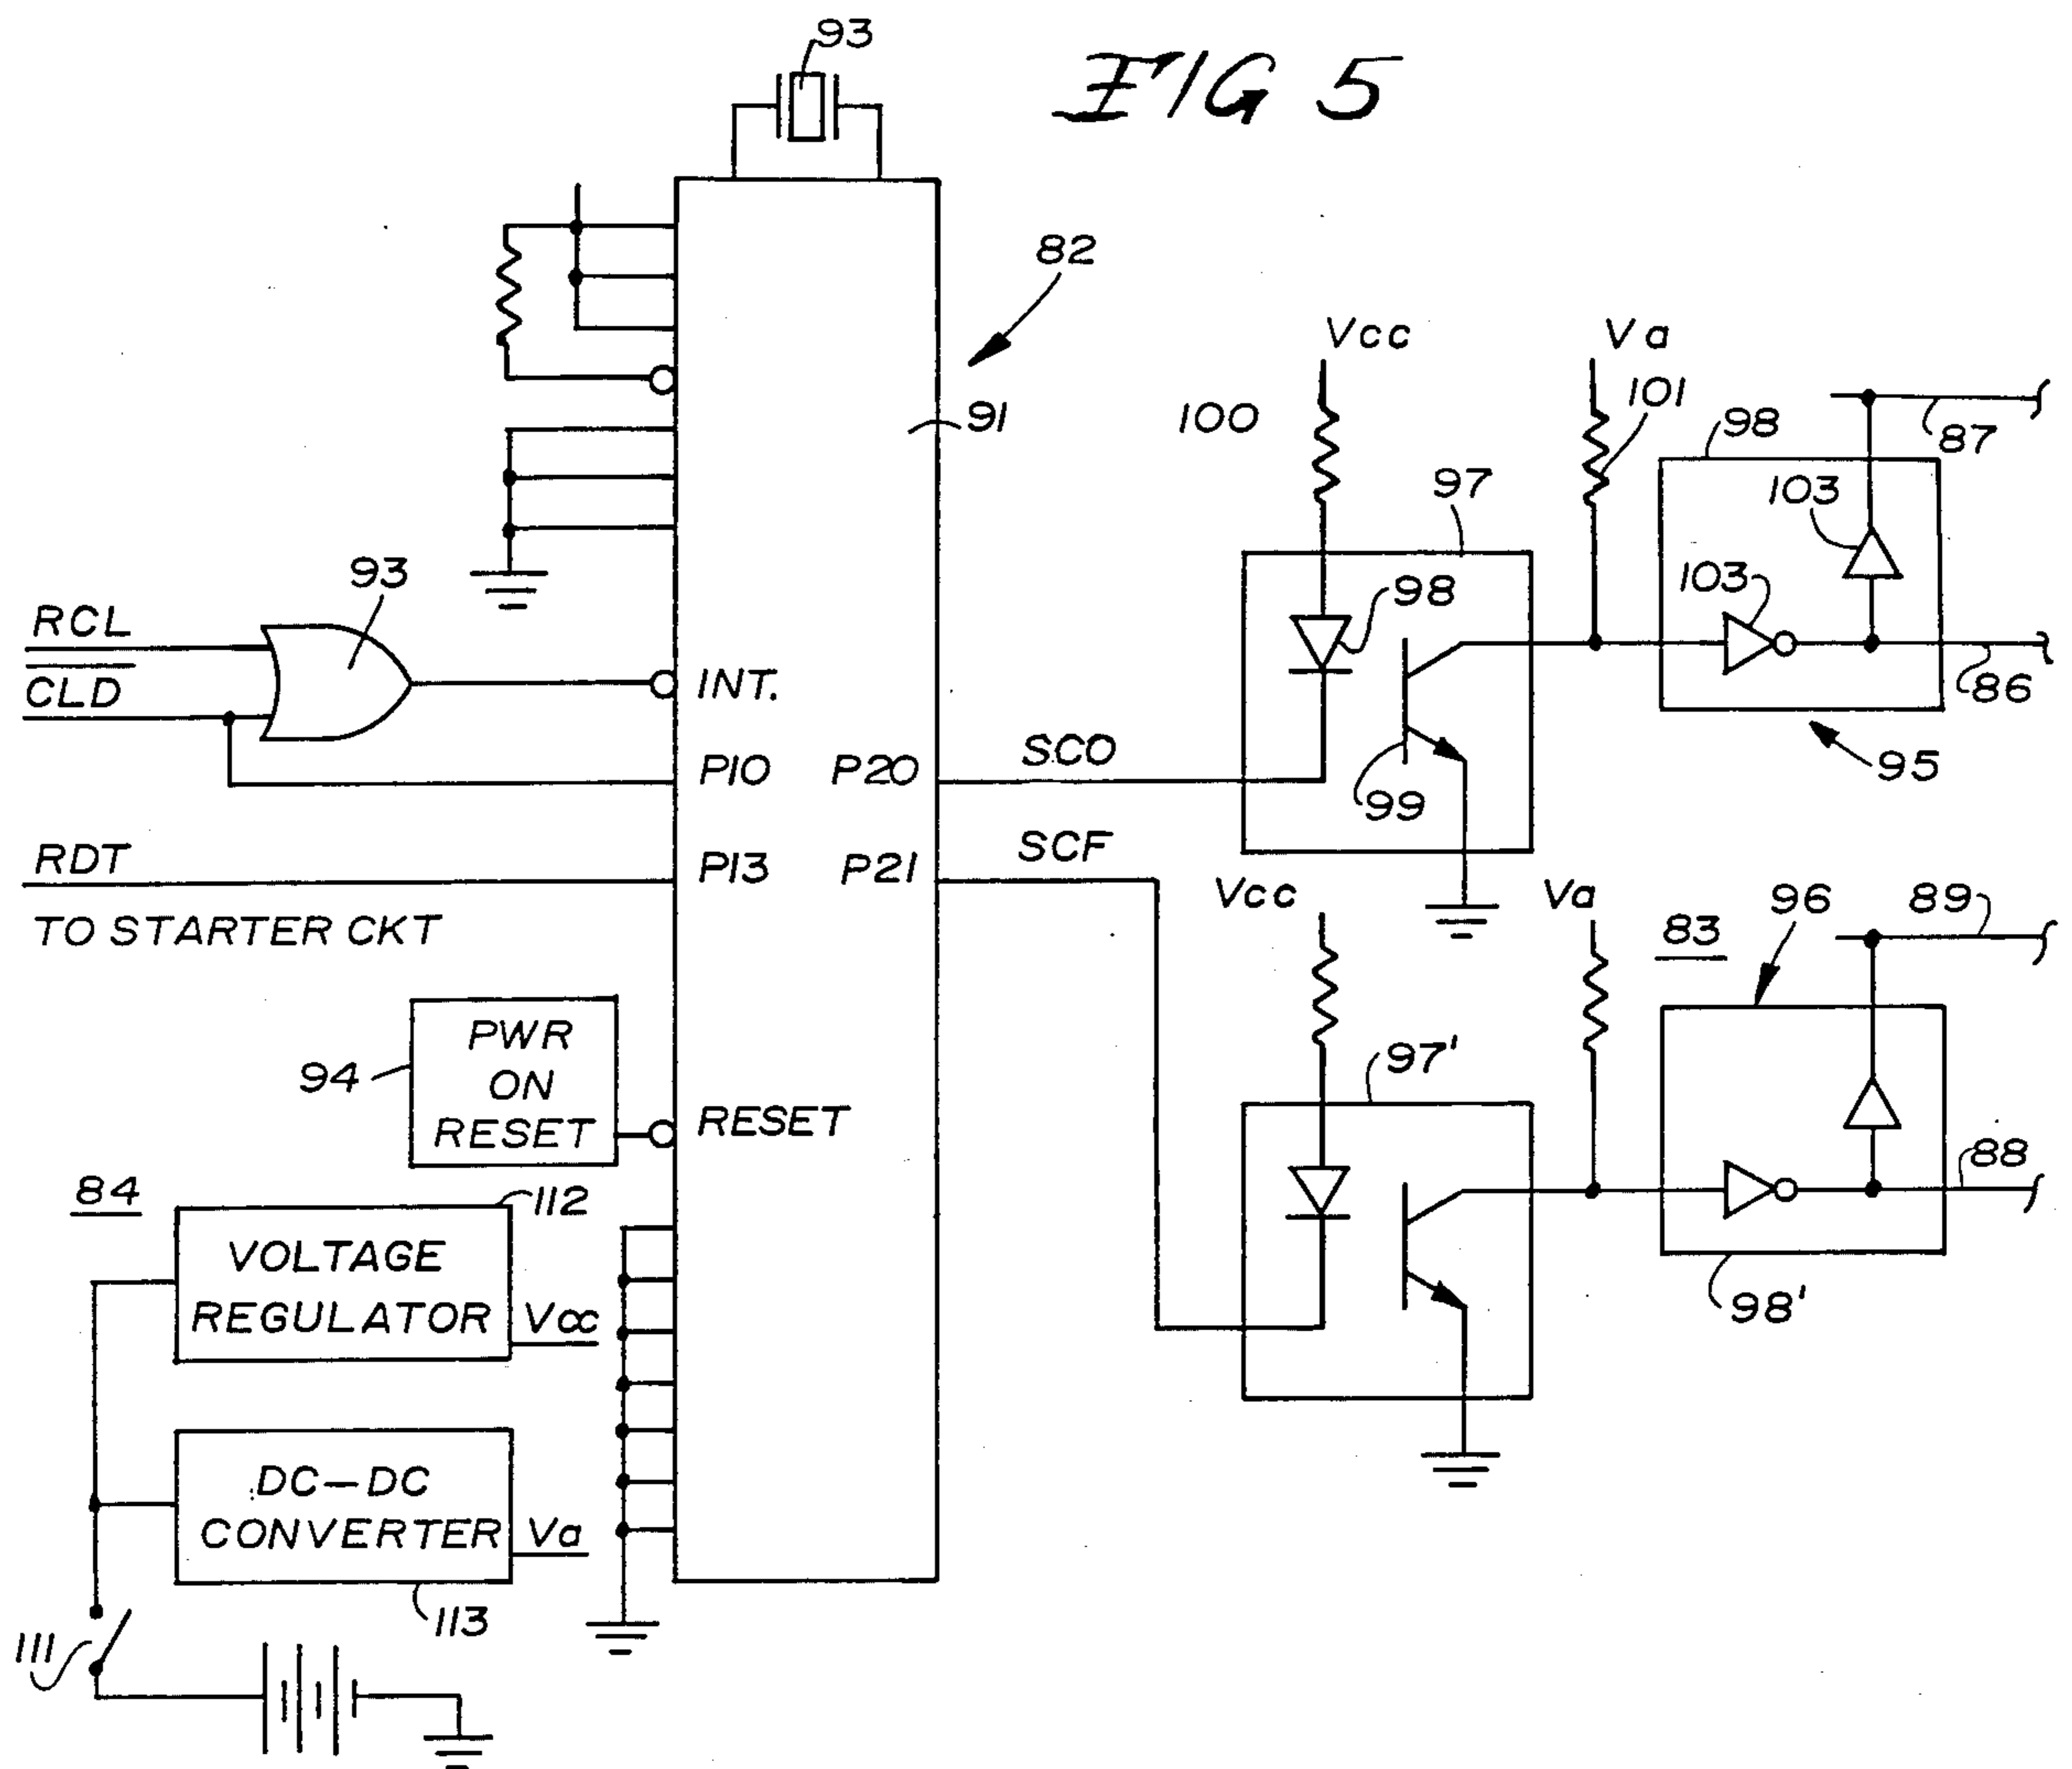 93
FIG 5
82
Vcc
Va
101
100
91
98
87
97
103
93
98
103
RCL
CLD
INT.
86
P10
P20
SCO
95
99
RDT
P13
P21
SCF
TO STARTER CKT
Vcc
Va
83
96
89
94
PWR
ON
RESET
RESET
97'
88
84
112
VOLTAGE
REGULATOR
Vcc
98'
DC-DC
CONVERTER
Va
113
111